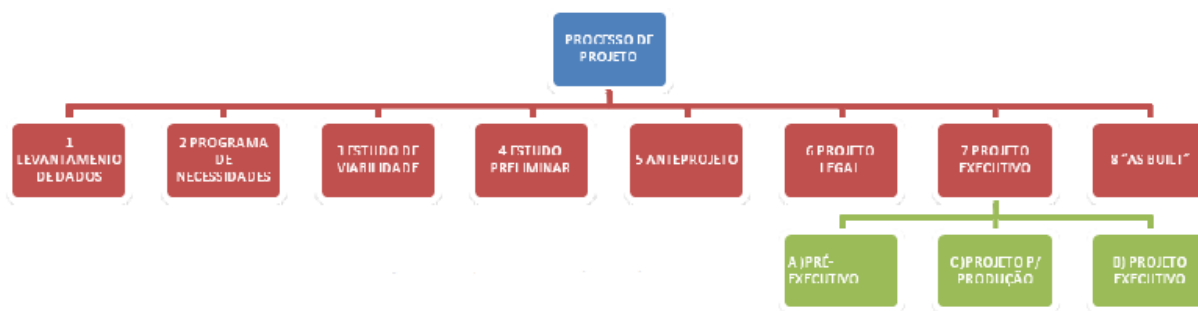 PROCESSO DE
PROJETO
1
LEVANTAMENTO
DE DADOS
2 PROGRAMA
DE
NECESSIDADES
3 ESTUDO DE
VIABILIDADE
4 ESTUDO
PRELIMINAR
5 ANTEPROJETO
6 PROJETO
LEGAL
7 PROJETO
EXECUTIVO
8 "AS BUILT"
A )PRÉ-
EXECUTIVO
C)PROJETO P/
PRODUÇÃO
B) PROJETO
EXECUTIVO